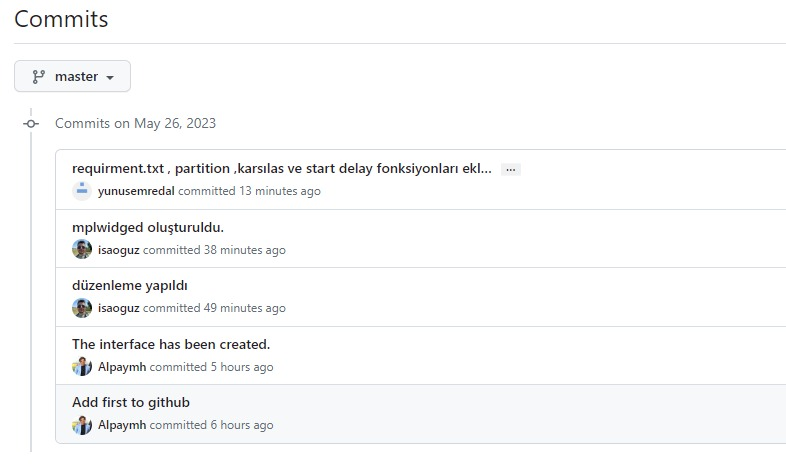 Commits
master
Commits on May 26, 2023
requirment.txt , partition ,karsılas ve start delay fonksiyonları ekl... ...
yunusemredal committed 13 minutes ago
mplwidged oluşturuldu.
isaoguz committed 38 minutes ago
düzenleme yapıldı
isaoguz committed 49 minutes ago
The interface has been created.
Alpaymh committed 5 hours ago
Add first to github
Alpaymh committed 6 hours ago